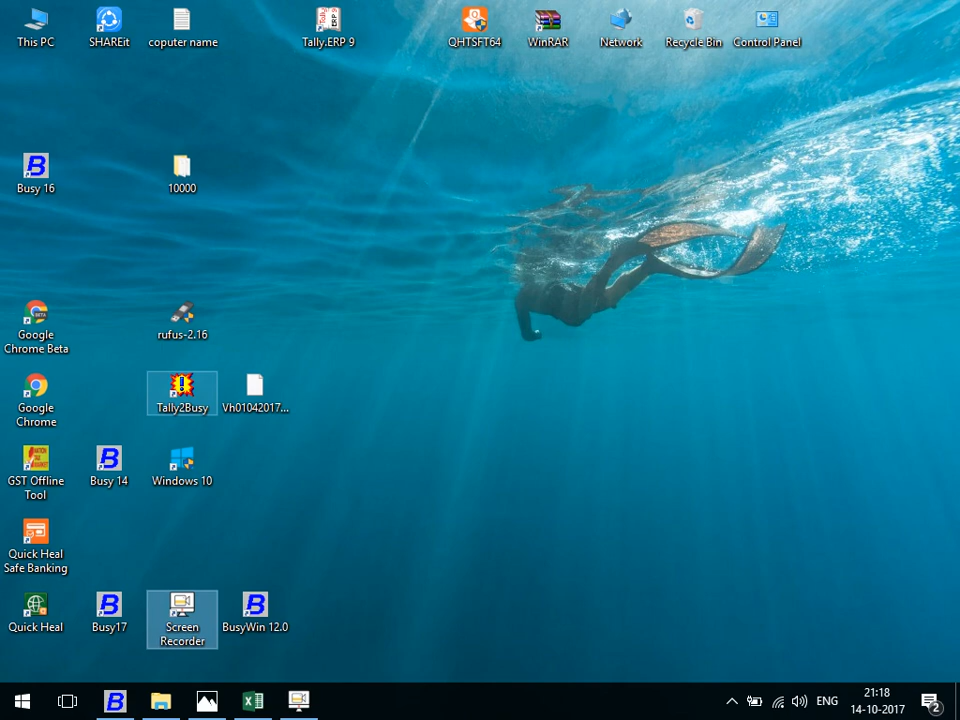 This PC
SHAREit
coputer name
Tally.ERP 9
QHTSFT64
WinRAR
Network
Recycle Bin
Control Panel
Busy 16
10000
Google
Chrome Beta
rufus-2.16
Google
Chrome
Tally2Busy
Vh01042017...
GST Offline
Tool
Busy 14
Windows 10
Quick Heal
Safe Banking
Quick Heal
Busy17
Screen
Recorder
BusyWin 12.0
ENG
21:18
14-10-2017
2